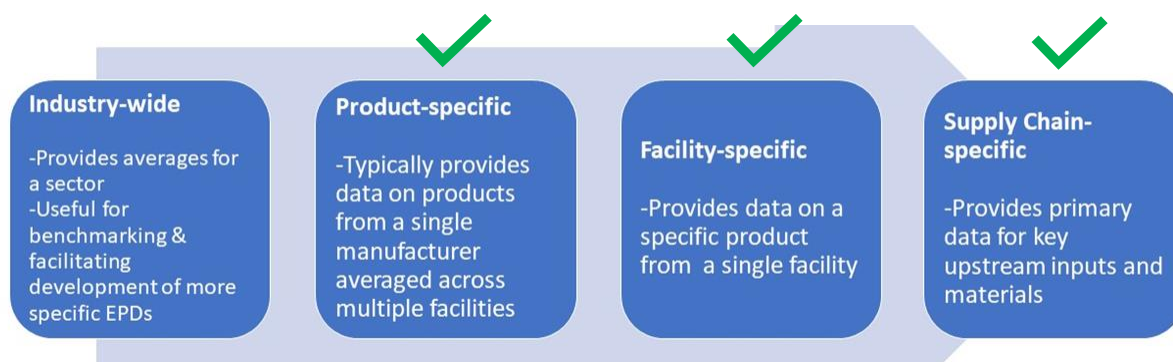 Industry-wide
-Provides averages for
a sector
-Useful for
benchmarking &
facilitating
development of more
specific EPDs
Product-specific
-Typically provides
data on products
from a single
manufacturer
averaged across
multiple facilities
Facility-specific
-Provides data on a
specific product
from  a single facility
Supply Chain-
specific
-Provides primary
data for key
upstream inputs and
materials